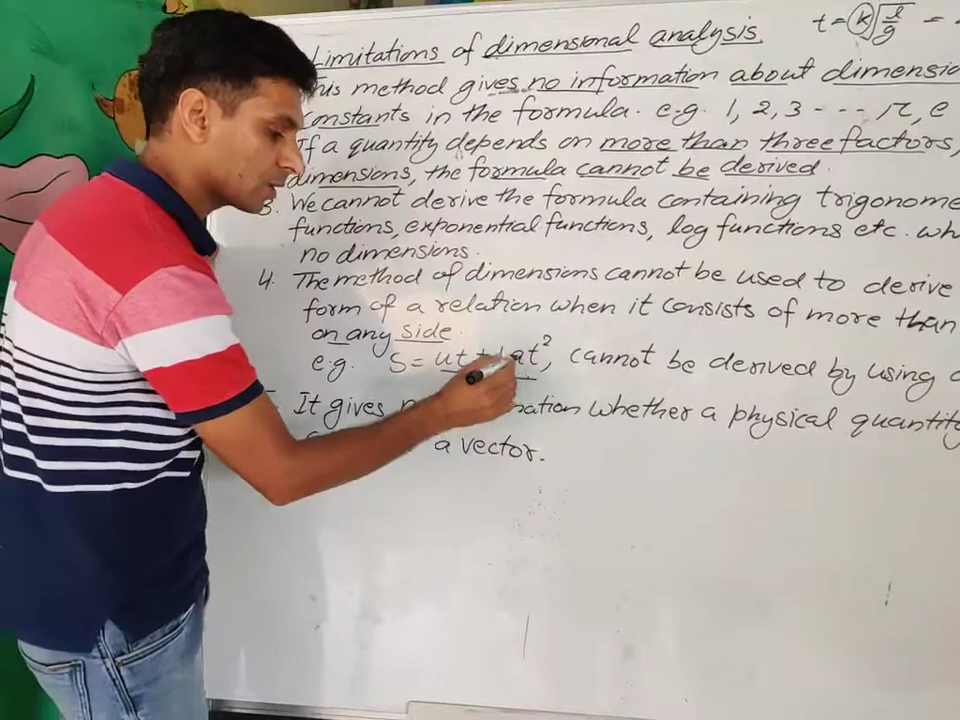 t = k √l/g =
Limitations of dimensional analysis
This method gives no information about dimensio
constants in the formula. e.g. 1, 2, 3 - - - π, e
If a quantity depends on more than three factors,
dimensions, the formula cannot be derived.
3. We cannot derive the formula containing trigonome
functions, exponential functions, log functions etc. wh
no dimensions.
4. The method of dimensions cannot be used to derive
form of a relation when it consists of more than
on any side.
e.g. S = ut + at², cannot be derived by using
It gives mation whether a physical quantity
a vector.